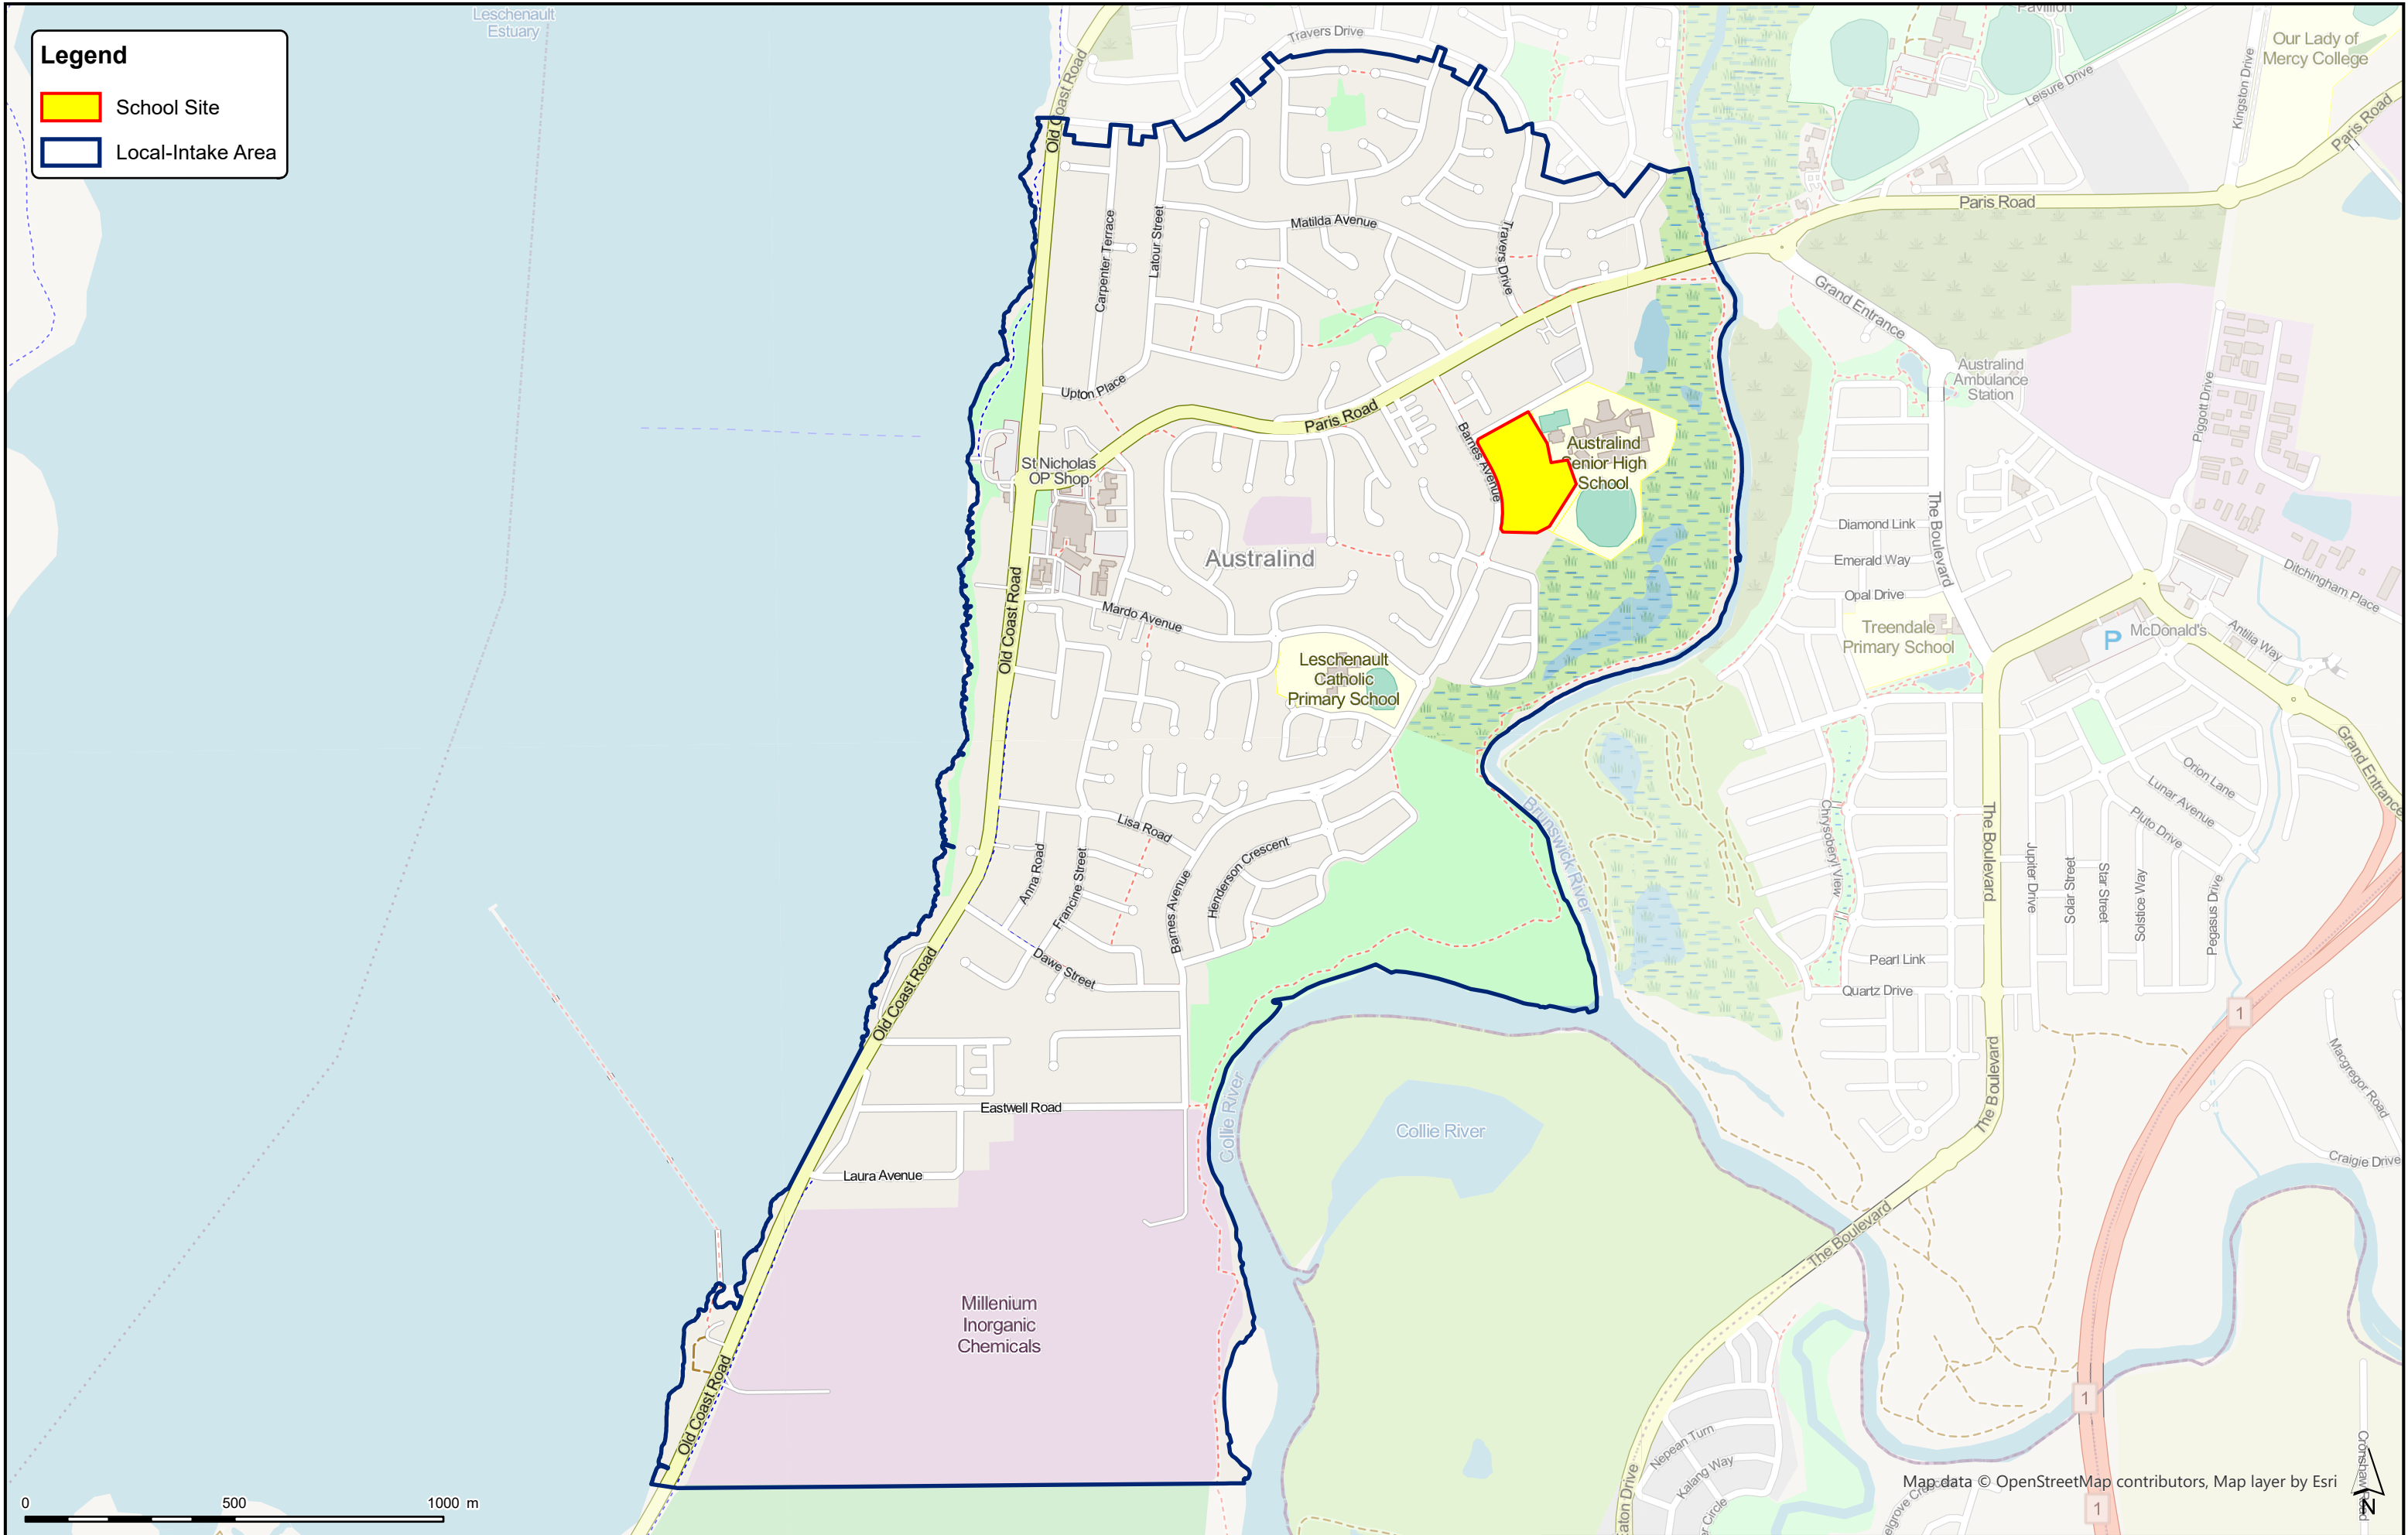 Leschenault
Estuary
Legend
School Site
Local-Intake Area
Travers Drive
Pavillion
Our Lady of
Mercy College
Leisure Drive
Kingston Drive
Paris Road
Old Coast Road
Paris Road
Carpenter Terrace
Latour Street
Matilda Avenue
Travers Drive
Grand Entrance
Upton Place
Paris Road
Barnes Avenue
Australind
Ambulance
Station
Piggott Drive
St Nicholas
OP Shop
Australind
Senior High
School
The Boulevard
Diamond Link
Emerald Way
Opal Drive
Ditchingham Place
Australind
Old Coast Road
Mardo Avenue
Treendale
Primary School
McDonald's
P
Antilia Way
Leschenault
Catholic
Primary School
Grand Entrance
Orion Lane
Lunar Avenue
Pluto Drive
Brunswick River
Chrysoberyl View
The Boulevard
Lisa Road
Anna Road
Francine Street
Henderson Crescent
Barnes Avenue
Jupiter Drive
Solar Street
Star Street
Solstice Way
Pegasus Drive
Dawe Street
Old Coast Road
Pearl Link
Quartz Drive
1
Macgregor Road
The Boulevard
Eastwell Road
Collie River
Collie River
Laura Avenue
Craigie Drive
The Boulevard
Millenium
Inorganic
Chemicals
Old Coast Road
1
Nepean Turn
Kalang Way
Eaton Drive
Map data © OpenStreetMap contributors, Map layer by Esri
N
1
0 500 1000 m